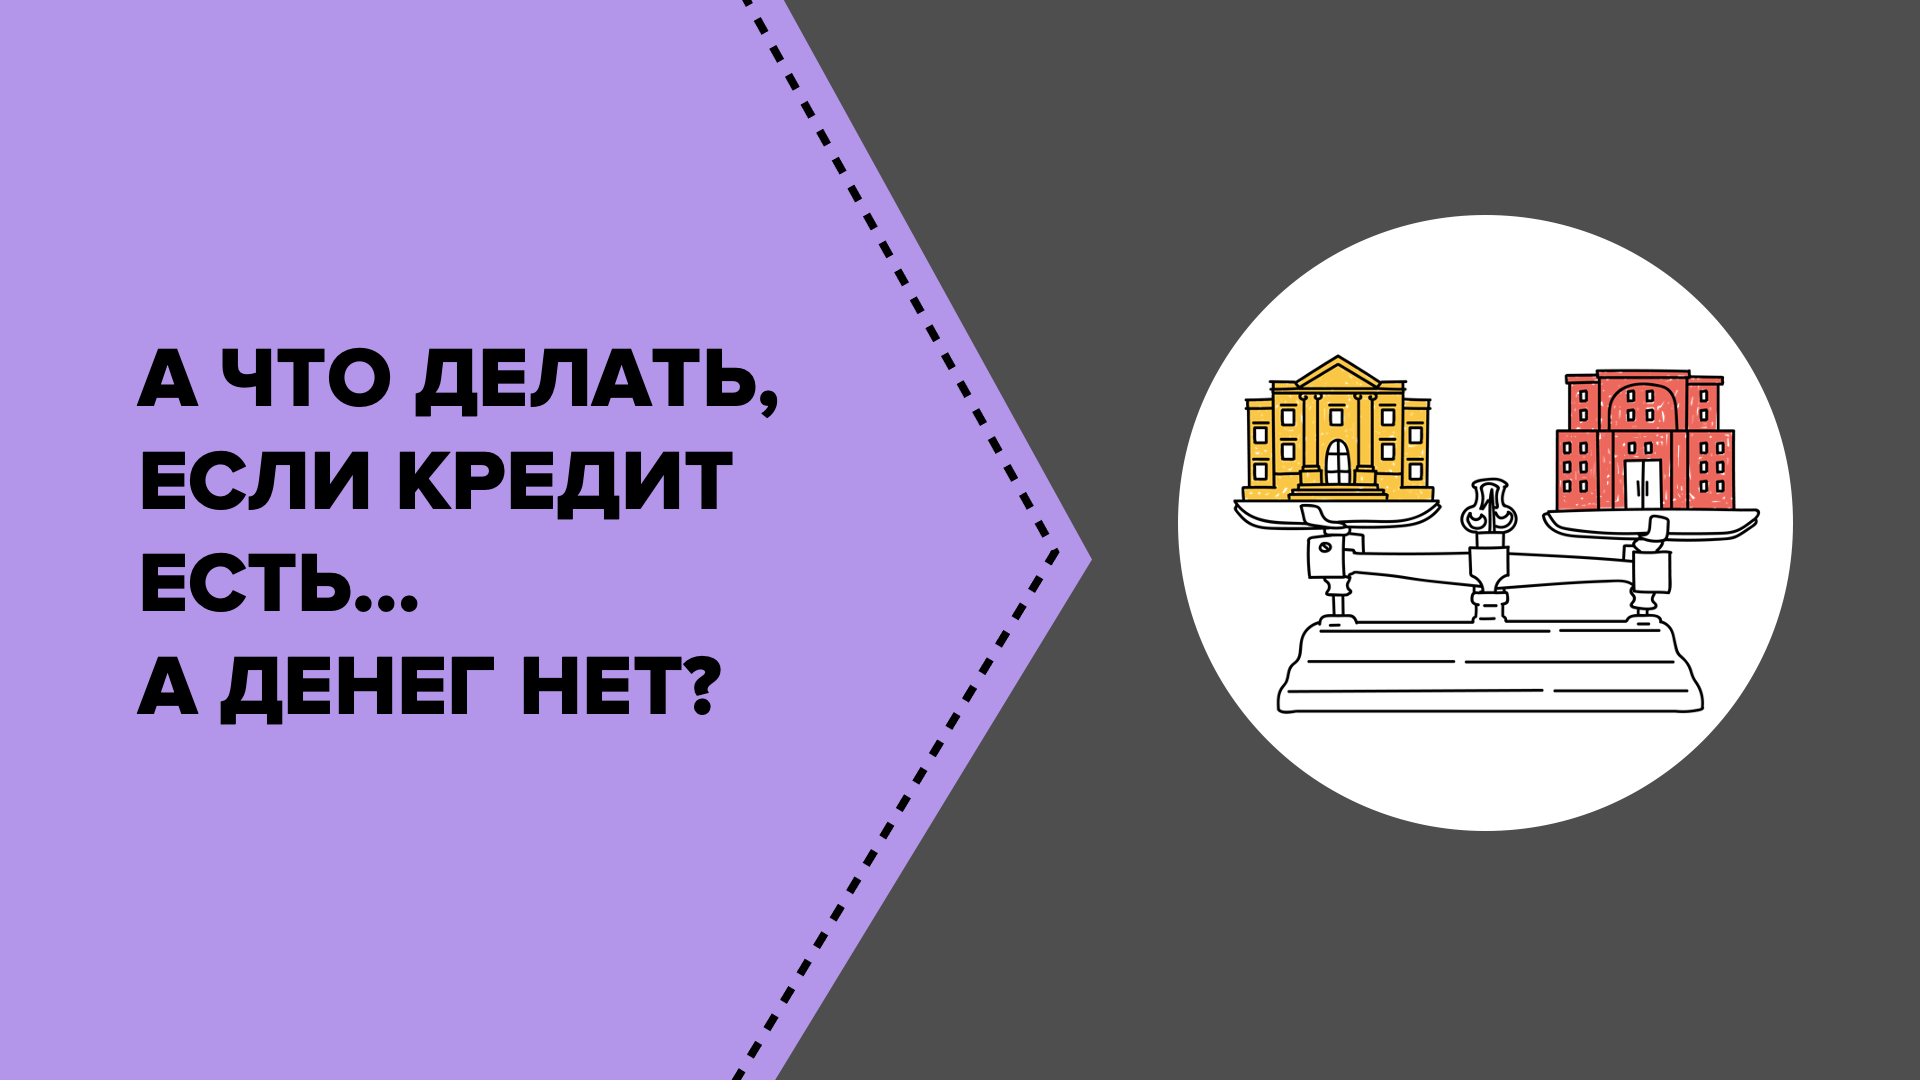 А ЧТО ДЕЛАТЬ,
ЕСЛИ КРЕДИТ
ЕСТЬ...
А ДЕНЕГ НЕТ?